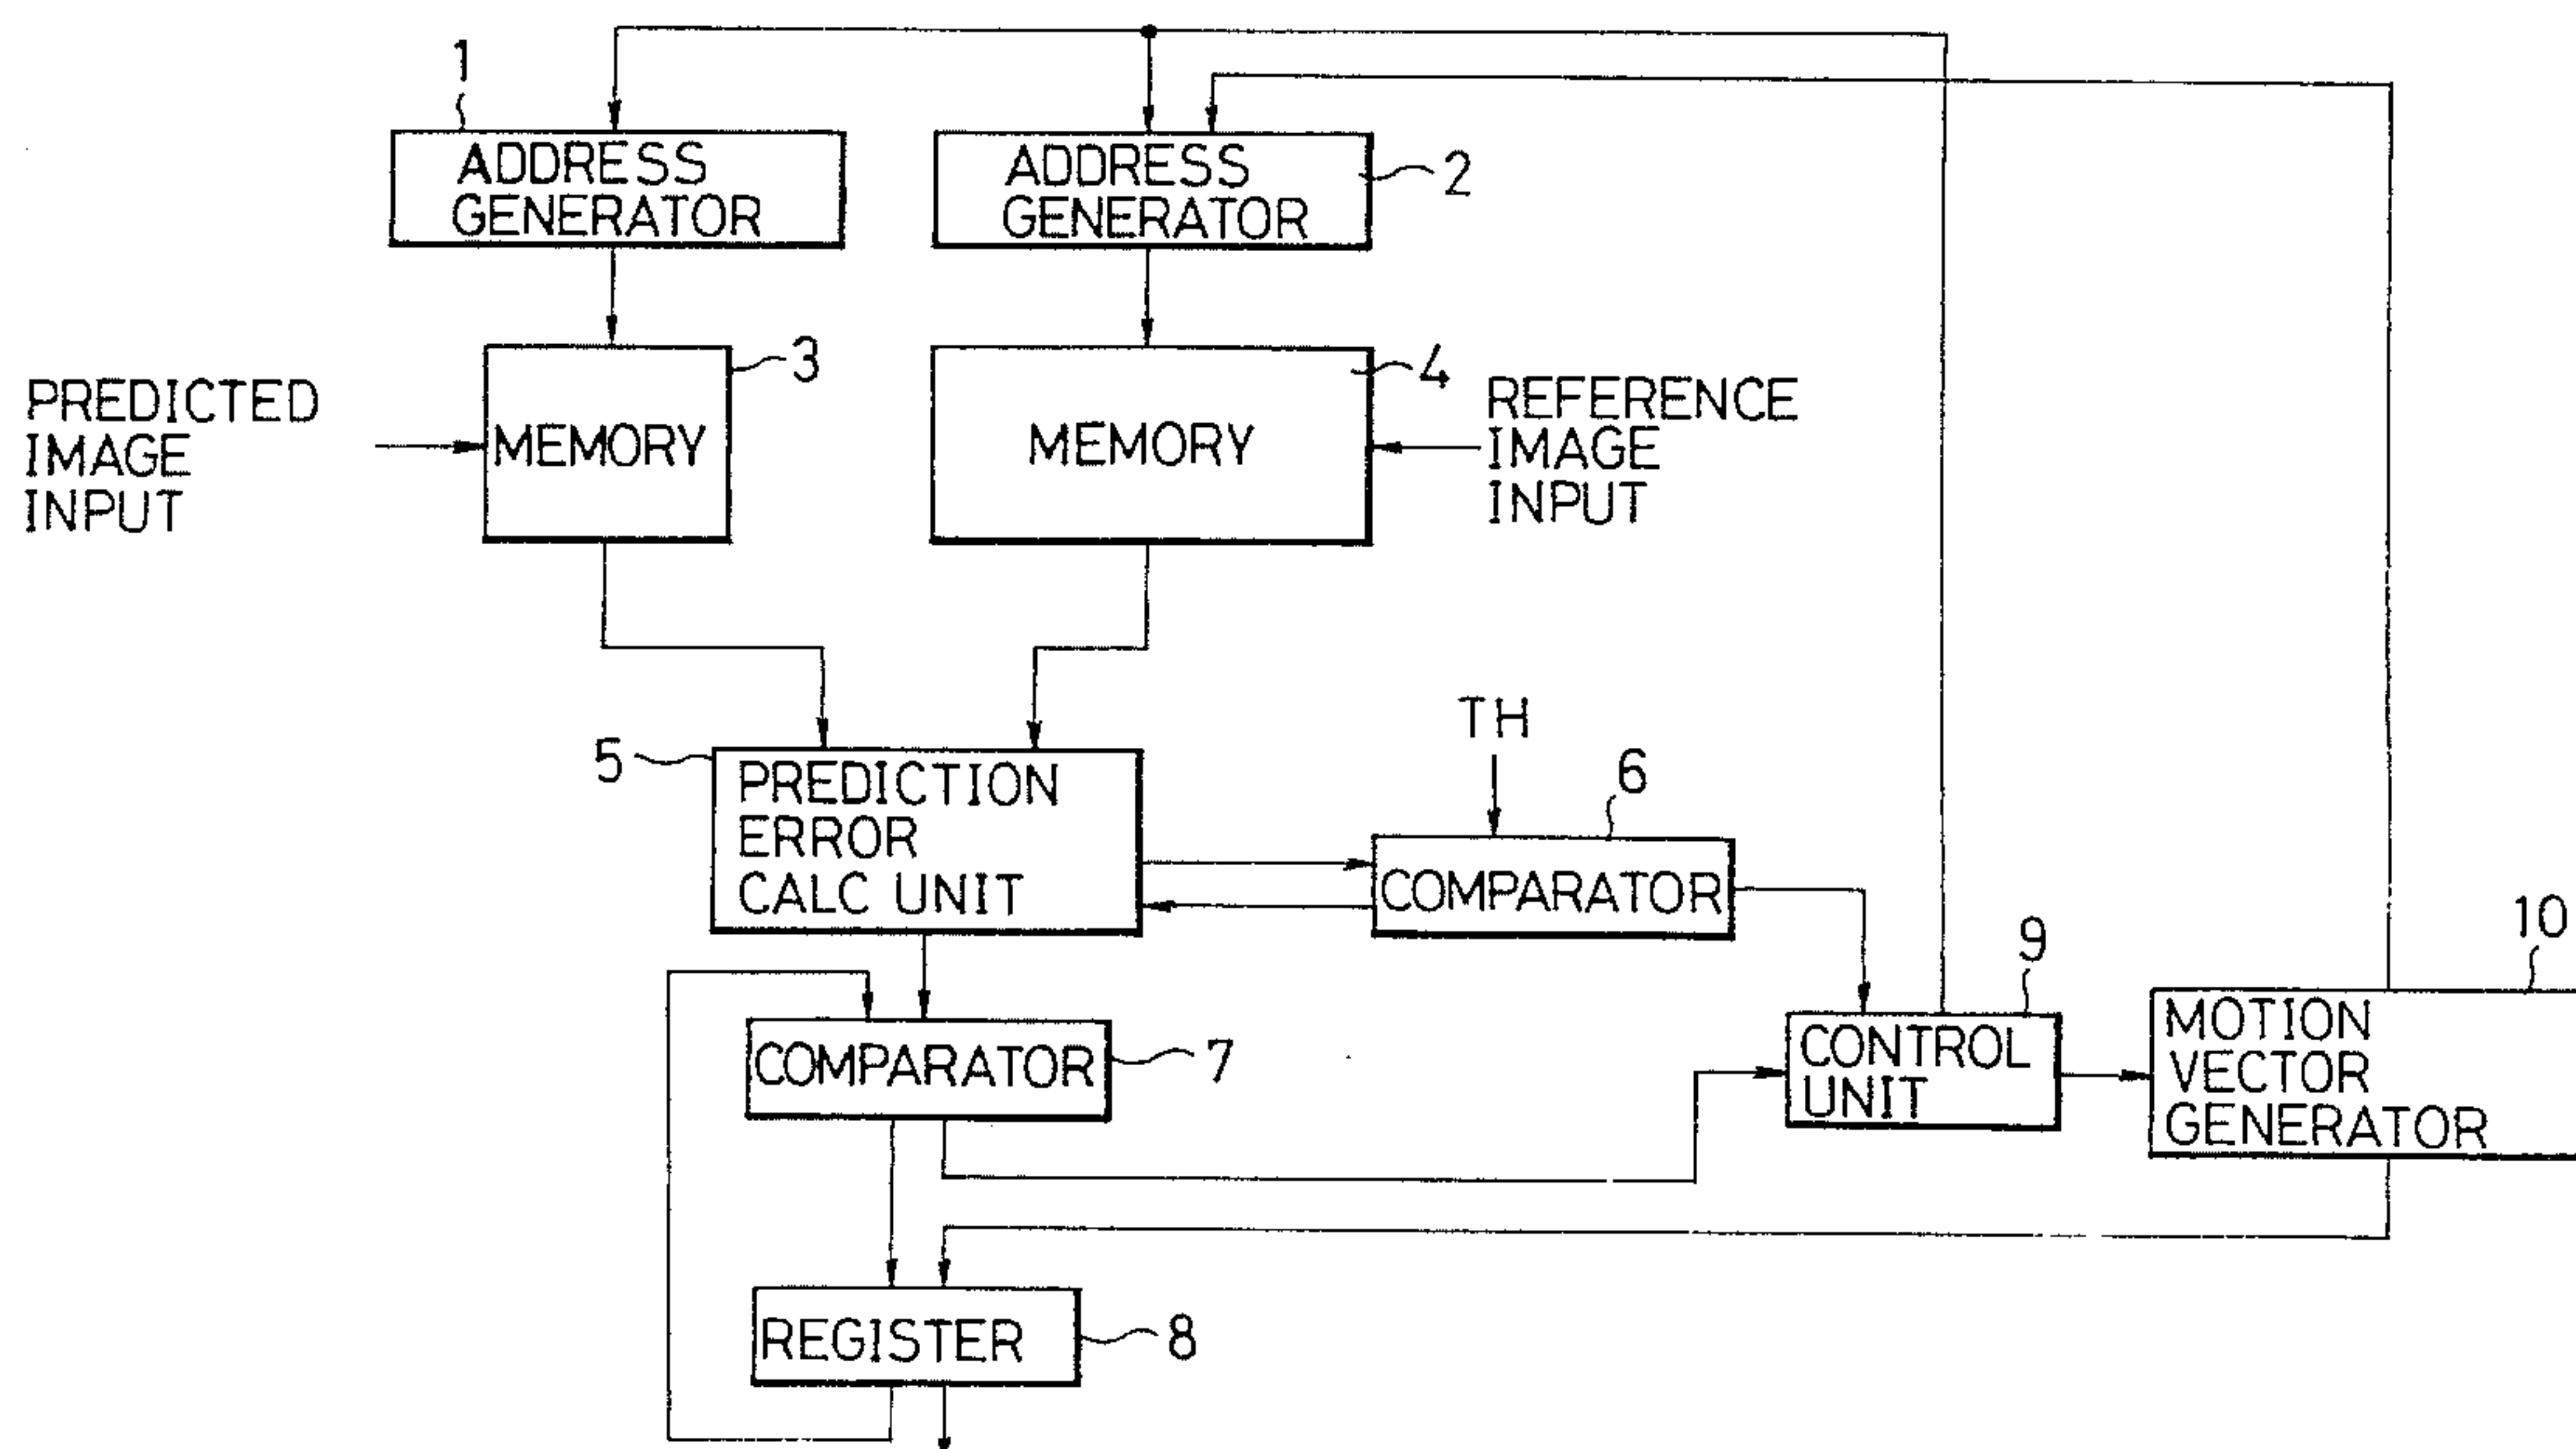 1
ADDRESS
GENERATOR
ADDRESS
GENERATOR
2
3
4
PREDICTED
IMAGE
INPUT
MEMORY
MEMORY
REFERENCE
IMAGE
INPUT
TH
5
PREDICTION
ERROR
CALC UNIT
6
COMPARATOR
9
10
COMPARATOR
7
CONTROL
UNIT
MOTION
VECTOR
GENERATOR
REGISTER
8